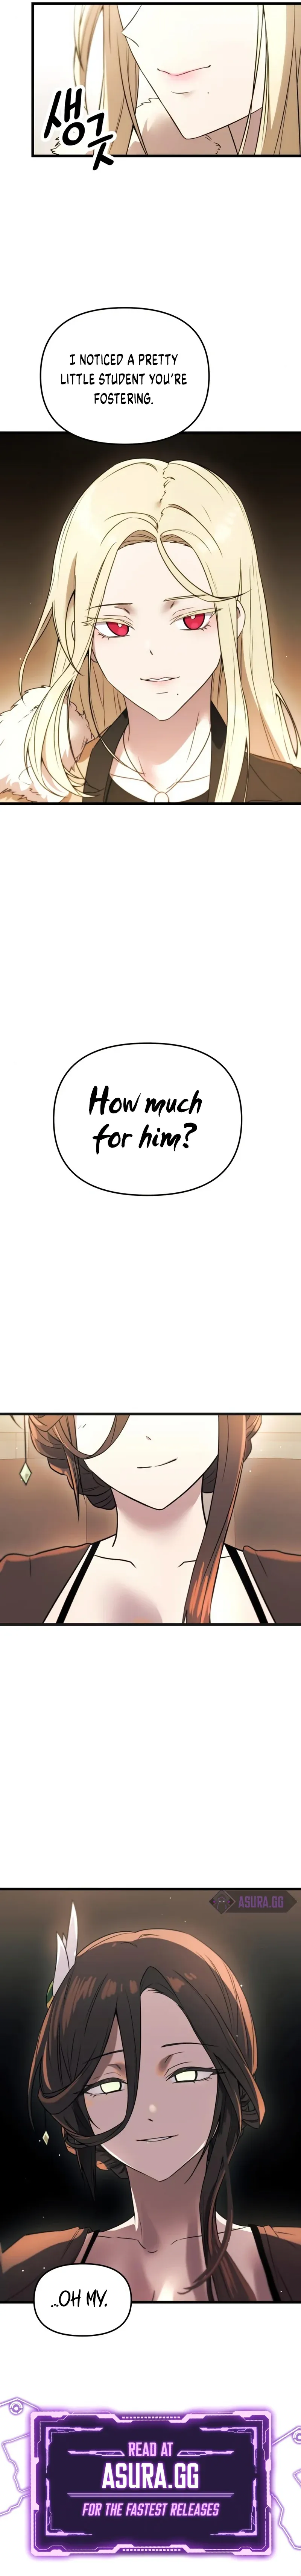 생긋
I NOTICED A PRETTY
LITTLE STUDENT YOU'RE
FOSTERING.
How much
for him?
ASURA.GG
...OH MY.
READ AT
ASURA.GG
FOR THE FASTEST RELEASES